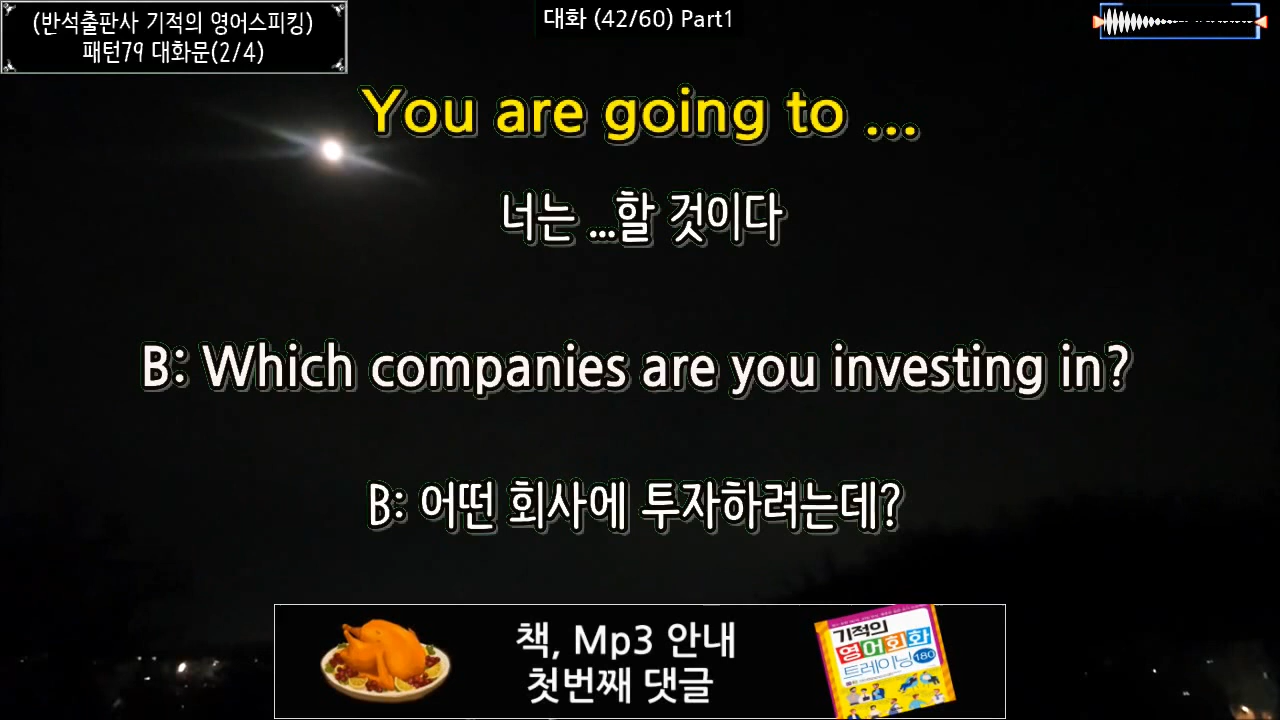 (반석출판사 기적의 영어스피킹)
패턴79 대화문(2/4)
대화 (42/60) Part1
You are going to ...
너는 ...할 것이다
B: Which companies are you investing in?
B: 어떤 회사에 투자하려는데?
책, Mp3 안내
첫번째 댓글
기적의
영어회화
트레이닝 180